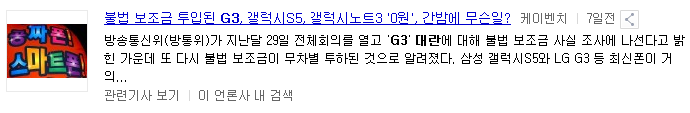 공짜폰,
스마트폰
불법 보조금 투입된 G3, 갤럭시S5, 갤럭시노트3 '0원', 간밤에 무슨일? 케이벤치 | 7일전
방송통신위(방통위)가 지난달 29일 전체회의를 열고 'G3' 대란에 대해 불법 보조금 사실 조사에 나선다고 밝
힌 가운데 또 다시 불법 보조금이 무차별 투하된 것으로 알려졌다. 삼성 갤럭시S5와 LG G3 등 최신폰이 거
의...
관련기사 보기 | 이 언론사 내 검색